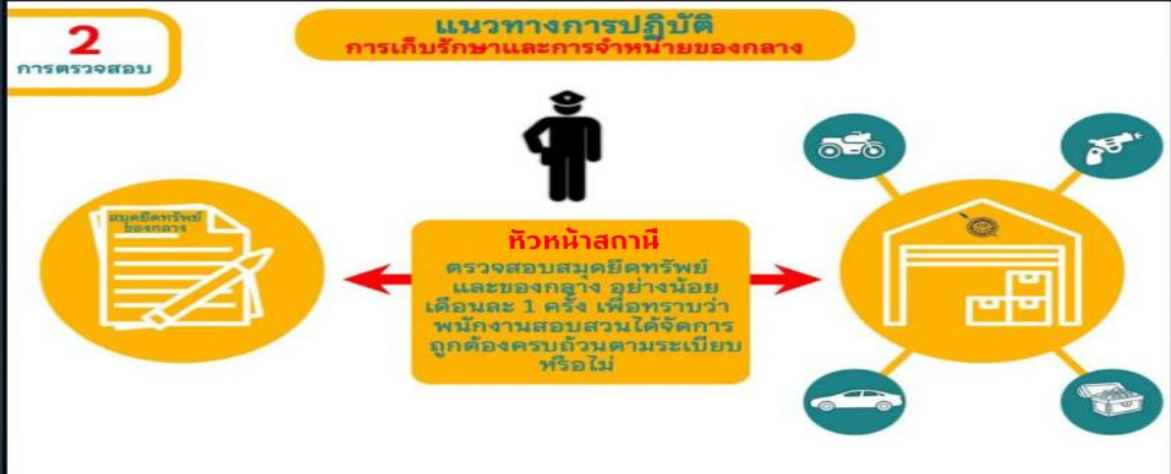 2
การตรวจสอบ
แนวทางการปฏิบัติ
การเก็บรักษาและการจำหน่ายของกลาง
สมุดยึดทรัพย์
ของกลาง
หัวหน้าสถานี
ตรวจสอบสมุดยึดทรัพย์
และของกลาง อย่างน้อย
เดือนละ 1 ครั้ง เพื่อทราบว่า
พนักงานสอบสวนได้จัดการ
ถูกต้องครบถ้วนตามระเบียบ
หรือไม่